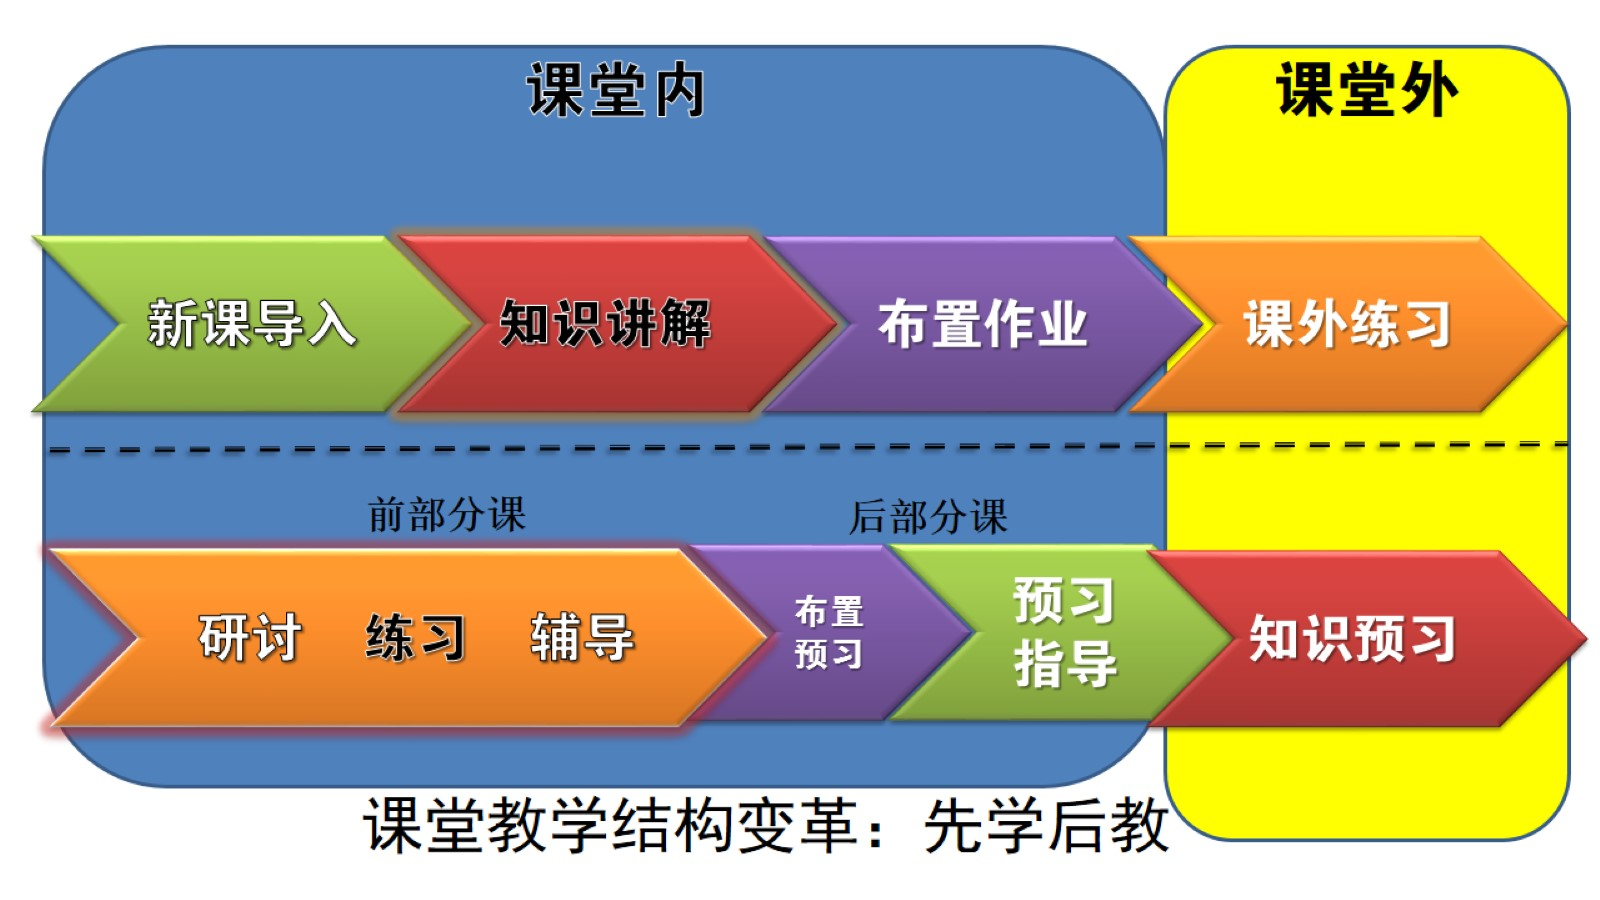 课堂内
课堂外
新课导入
知识讲解
布置作业
课外练习
前部分课
后部分课
研讨 练习 辅导
布置
预习
预习
指导
知识预习
课堂教学结构变革：先学后教